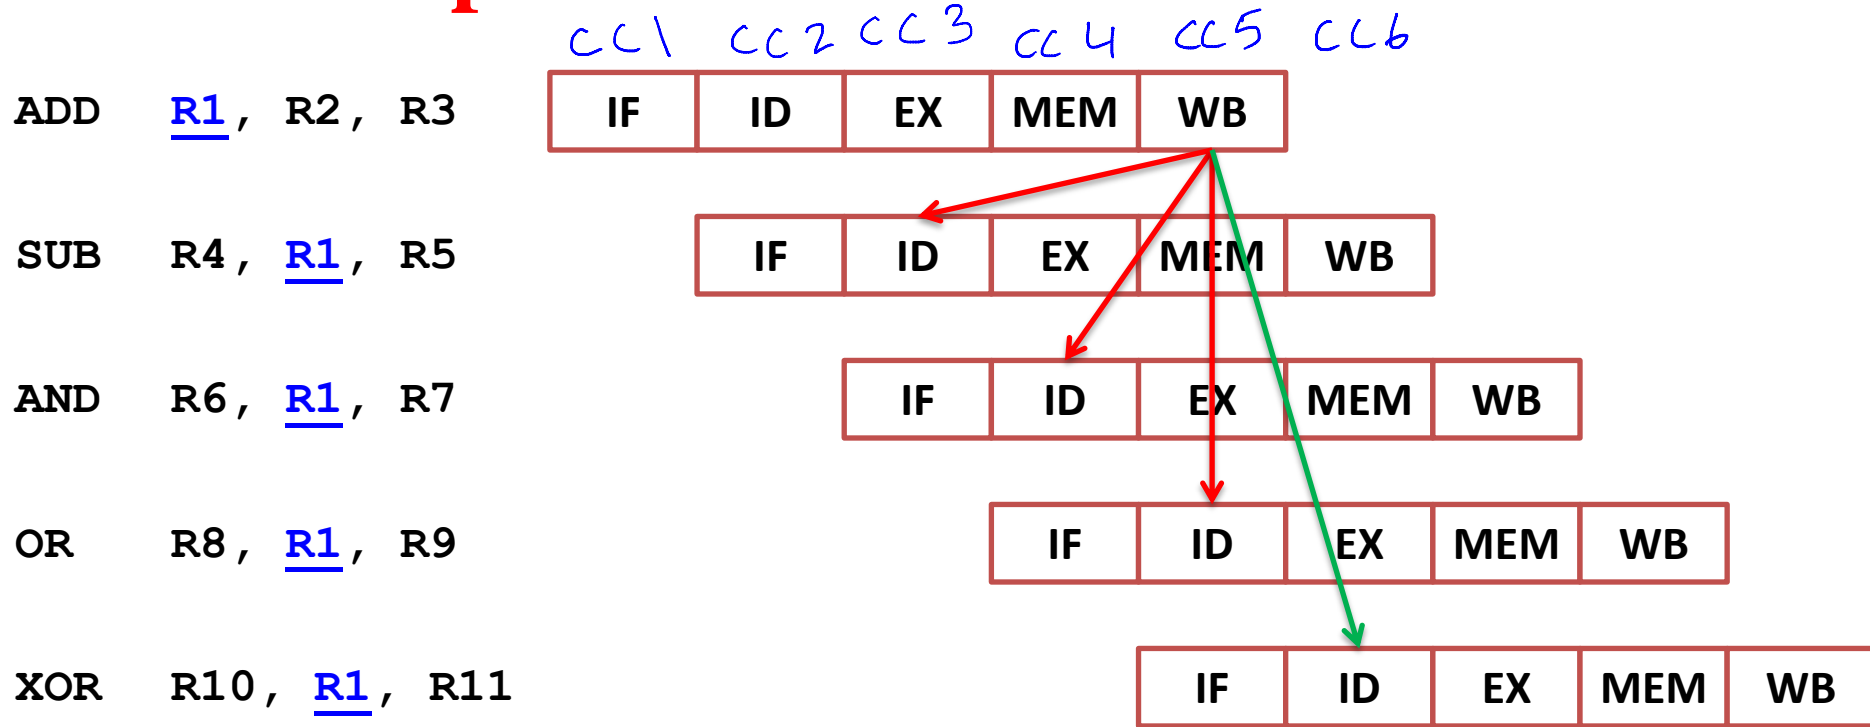 CC1 CC2 CC3 CC4 CC5 CC6
ADD R1, R2, R3 IF ID EX MEM WB
SUB R4, R1, R5 IF ID EX MEM WB
AND R6, R1, R7 IF ID EX MEM WB
OR R8, R1, R9 IF ID EX MEM WB
XOR R10, R1, R11 IF ID EX MEM WB